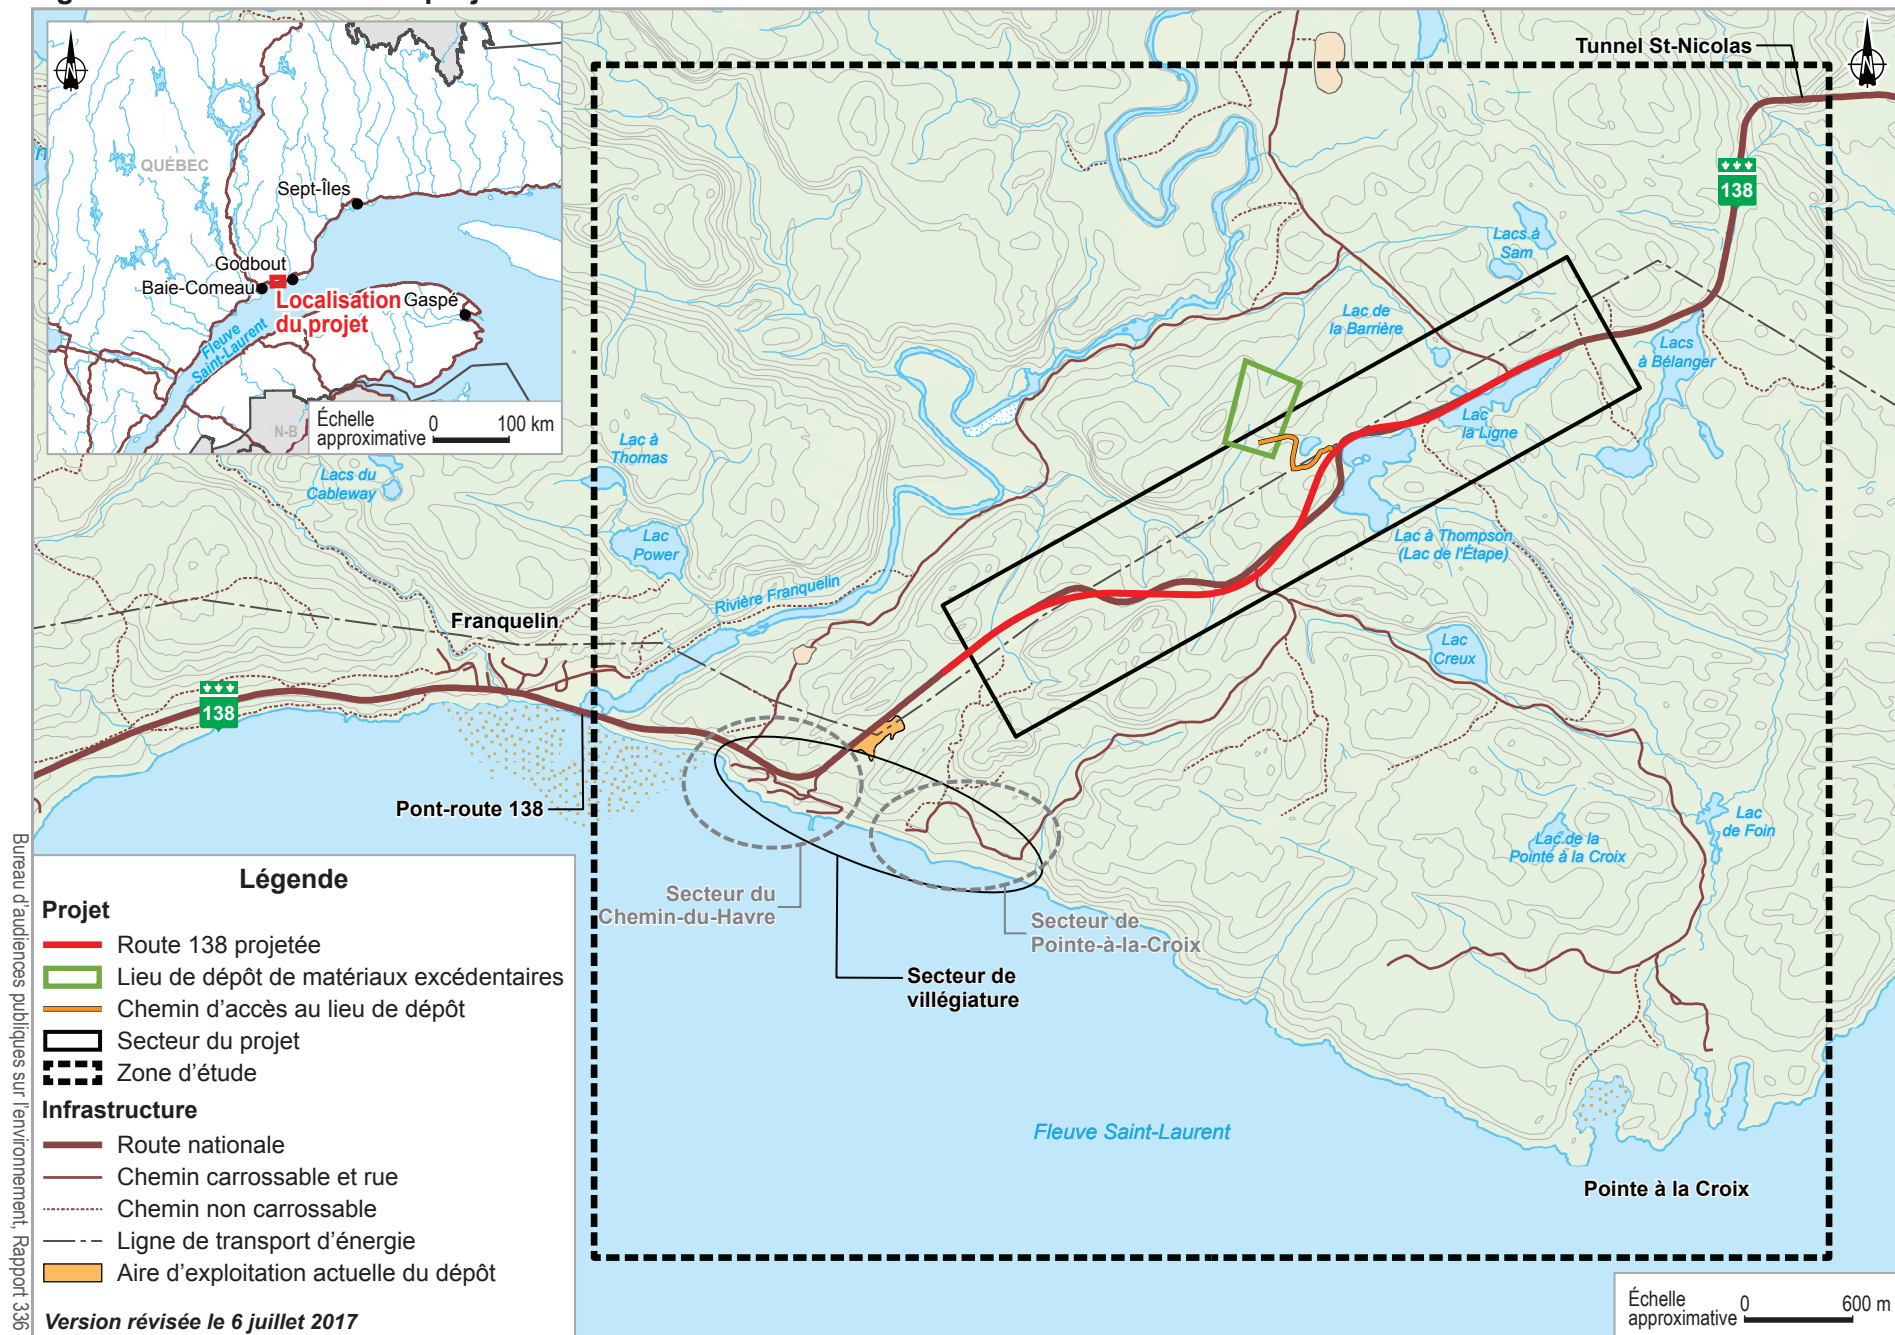 QUÉBEC
Sept-Îles
Godbout
Baie-Comeau
Localisation
du projet
Gaspé
Fleuve
Saint-Laurent
N-B
Échelle
approximative
0
100 km
Tunnel St-Nicolas
138
Lacs à
Sam
Lac de
la Barrière
Lacs
à Bélanger
Lac
la Ligne
Lac à
Thomas
Lacs du
Cableway
Lac
Power
Lac à Thompson
(Lac de l'Étape)
Rivière Franquelin
Franquelin
Lac
Creux
138
Pont-route 138
Lac
de Foin
Lac de la
Pointe à la Croix
Secteur du
Chemin-du-Havre
Secteur de
Pointe-à-la-Croix
Secteur de
villégiature
Fleuve Saint-Laurent
Pointe à la Croix
Légende
Projet
Route 138 projetée
Lieu de dépôt de matériaux excédentaires
Chemin d'accès au lieu de dépôt
Secteur du projet
Zone d'étude
Infrastructure
Route nationale
Chemin carrossable et rue
Chemin non carrossable
Ligne de transport d'énergie
Aire d'exploitation actuelle du dépôt
Version révisée le 6 juillet 2017
Échelle
approximative
0
600 m
Bureau d'audiences publiques sur l'environnement, Rapport 336